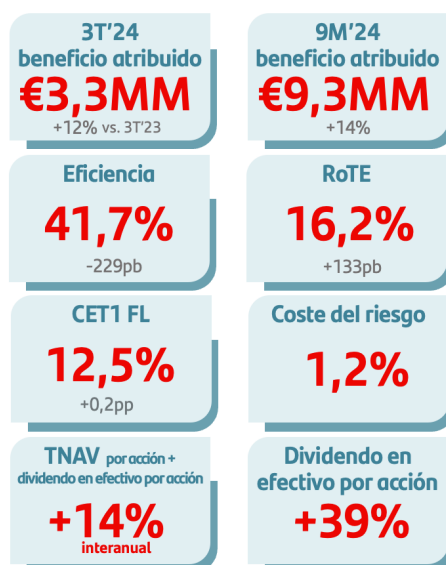 3T'24
beneficio atribuido
€3,3MM
+12% vs. 3T'23
9M'24
beneficio atribuido
€9,3MM
+14%
Eficiencia
41,7%
-229pb
RoTE
16,2%
+133pb
CET1 FL
12,5%
+0,2pp
Coste del riesgo
1,2%
TNAV por acción +
dividendo en efectivo por acción
+14%
interanual
Dividendo en
efectivo por acción
+39%